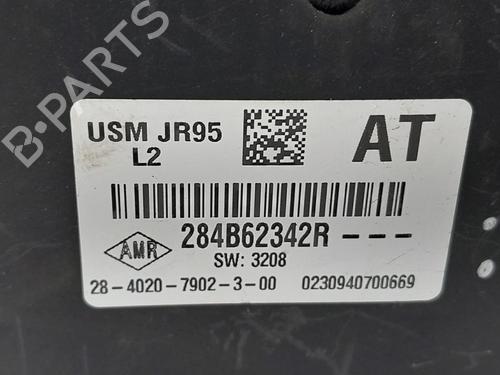 USM JR95
L2
AT
284B62342R---
AMR
SW: 3208
28-4020-7902-3-00 0230940700669
B-PARTS